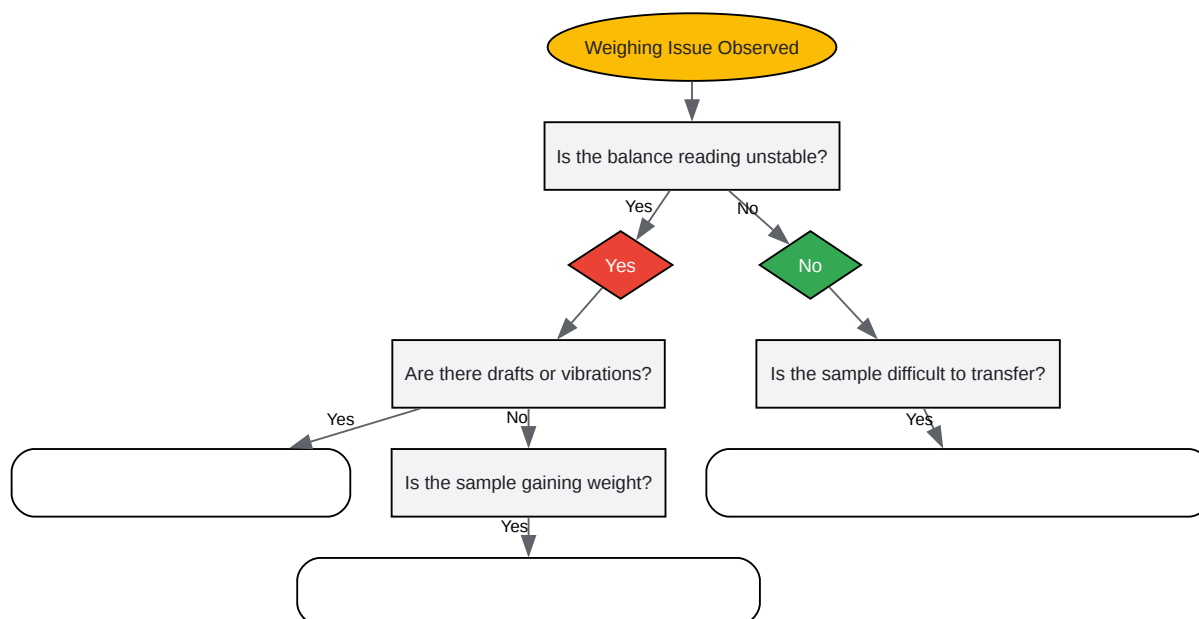 Weighing Issue Observed
Is the balance reading unstable?
Yes
No
Yes
No
Are there drafts or vibrations?
Is the sample difficult to transfer?
Yes
No
Yes
Is the sample gaining weight?
Yes